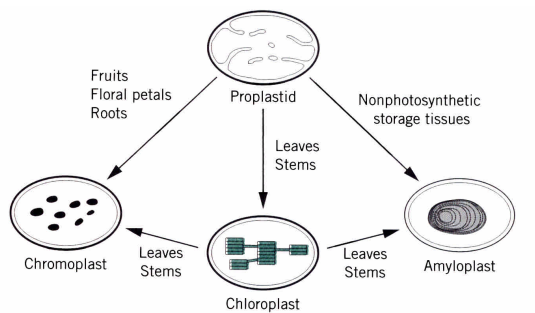 Proplastid
Fruits
Floral petals
Roots
Nonphotosynthetic
storage tissues
Leaves
Stems
Chromoplast
Leaves
Stems
Chloroplast
Leaves
Stems
Amyloplast